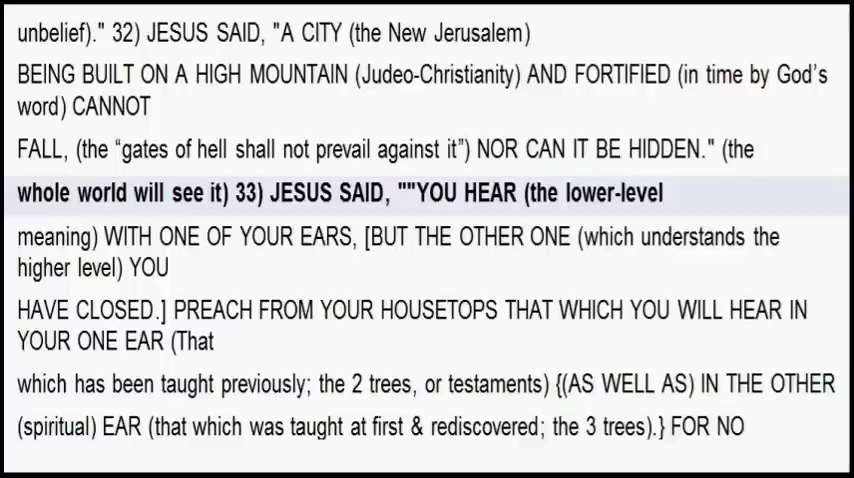 unbelief)." 32) JESUS SAID, "A CITY (the New Jerusalem)
BEING BUILT ON A HIGH MOUNTAIN (Judeo-Christianity) AND FORTIFIED (in time by God's
word) CANNOT
FALL, (the “gates of hell shall not prevail against it”) NOR CAN IT BE HIDDEN." (the
whole world will see it) 33) JESUS SAID, ""YOU HEAR (the lower-level
meaning) WITH ONE OF YOUR EARS, [BUT THE OTHER ONE (which understands the
higher level) YOU
HAVE CLOSED.] PREACH FROM YOUR HOUSETOPS THAT WHICH YOU WILL HEAR IN
YOUR ONE EAR (That
which has been taught previously; the 2 trees, or testaments) {(AS WELL AS) IN THE OTHER
(spiritual) EAR (that which was taught at first & rediscovered; the 3 trees).} FOR NO